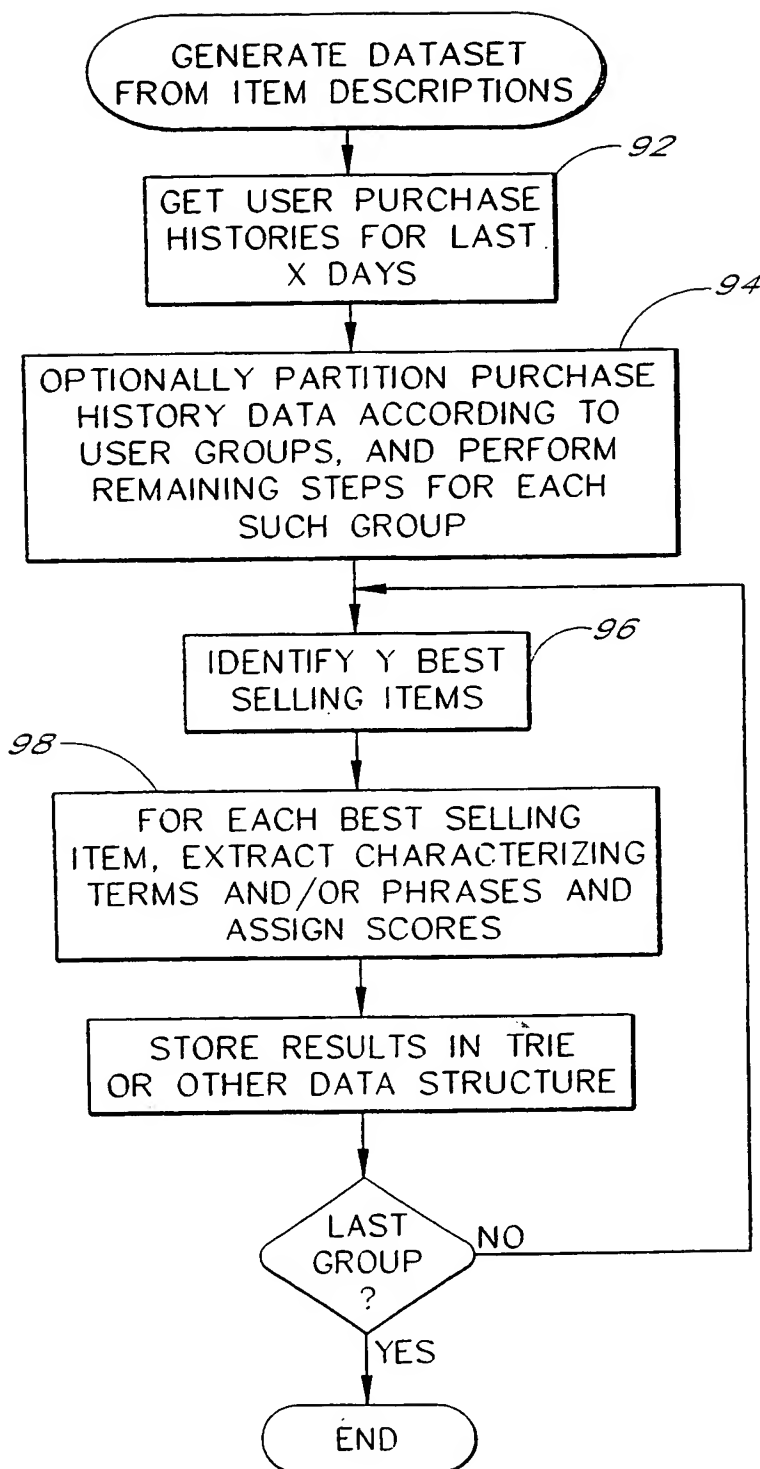 GENERATE DATASET
FROM ITEM DESCRIPTIONS
92
GET USER PURCHASE
HISTORIES FOR LAST
X DAYS
94
OPTIONALLY PARTITION PURCHASE
HISTORY DATA ACCORDING TO
USER GROUPS, AND PERFORM
REMAINING STEPS FOR EACH
SUCH GROUP
96
IDENTIFY Y BEST
SELLING ITEMS
98
FOR EACH BEST SELLING
ITEM, EXTRACT CHARACTERIZING
TERMS AND/OR PHRASES AND
ASSIGN SCORES
STORE RESULTS IN TRIE
OR OTHER DATA STRUCTURE
LAST
GROUP
?
NO
YES
END